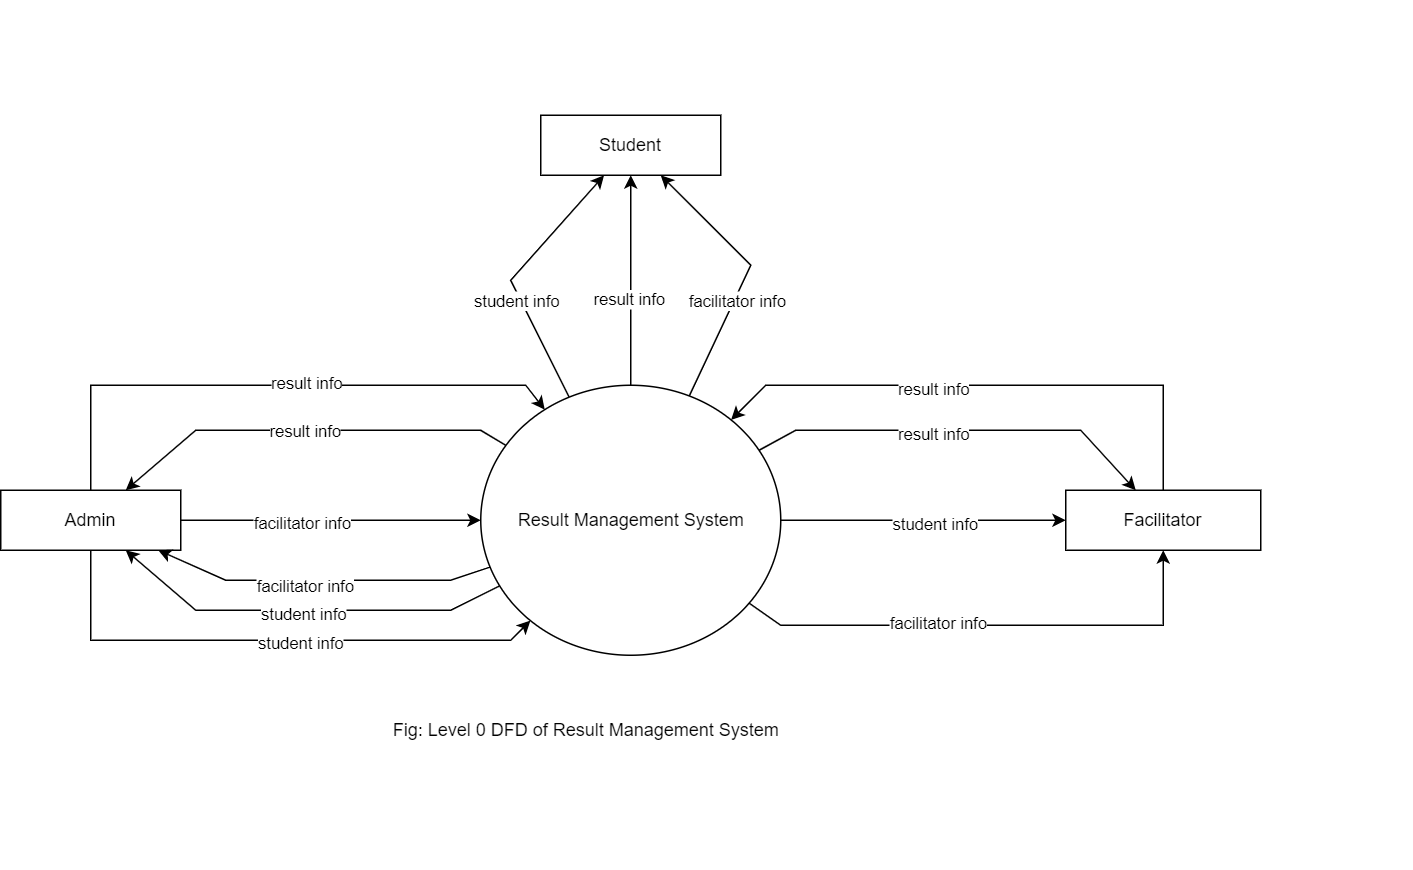 Student
student info
result info
facilitator info
result info
result info
result info
result info
Admin
facilitator info
Result Management System
student info
Facilitator
facilitator info
student info
student info
facilitator info
Fig: Level 0 DFD of Result Management System